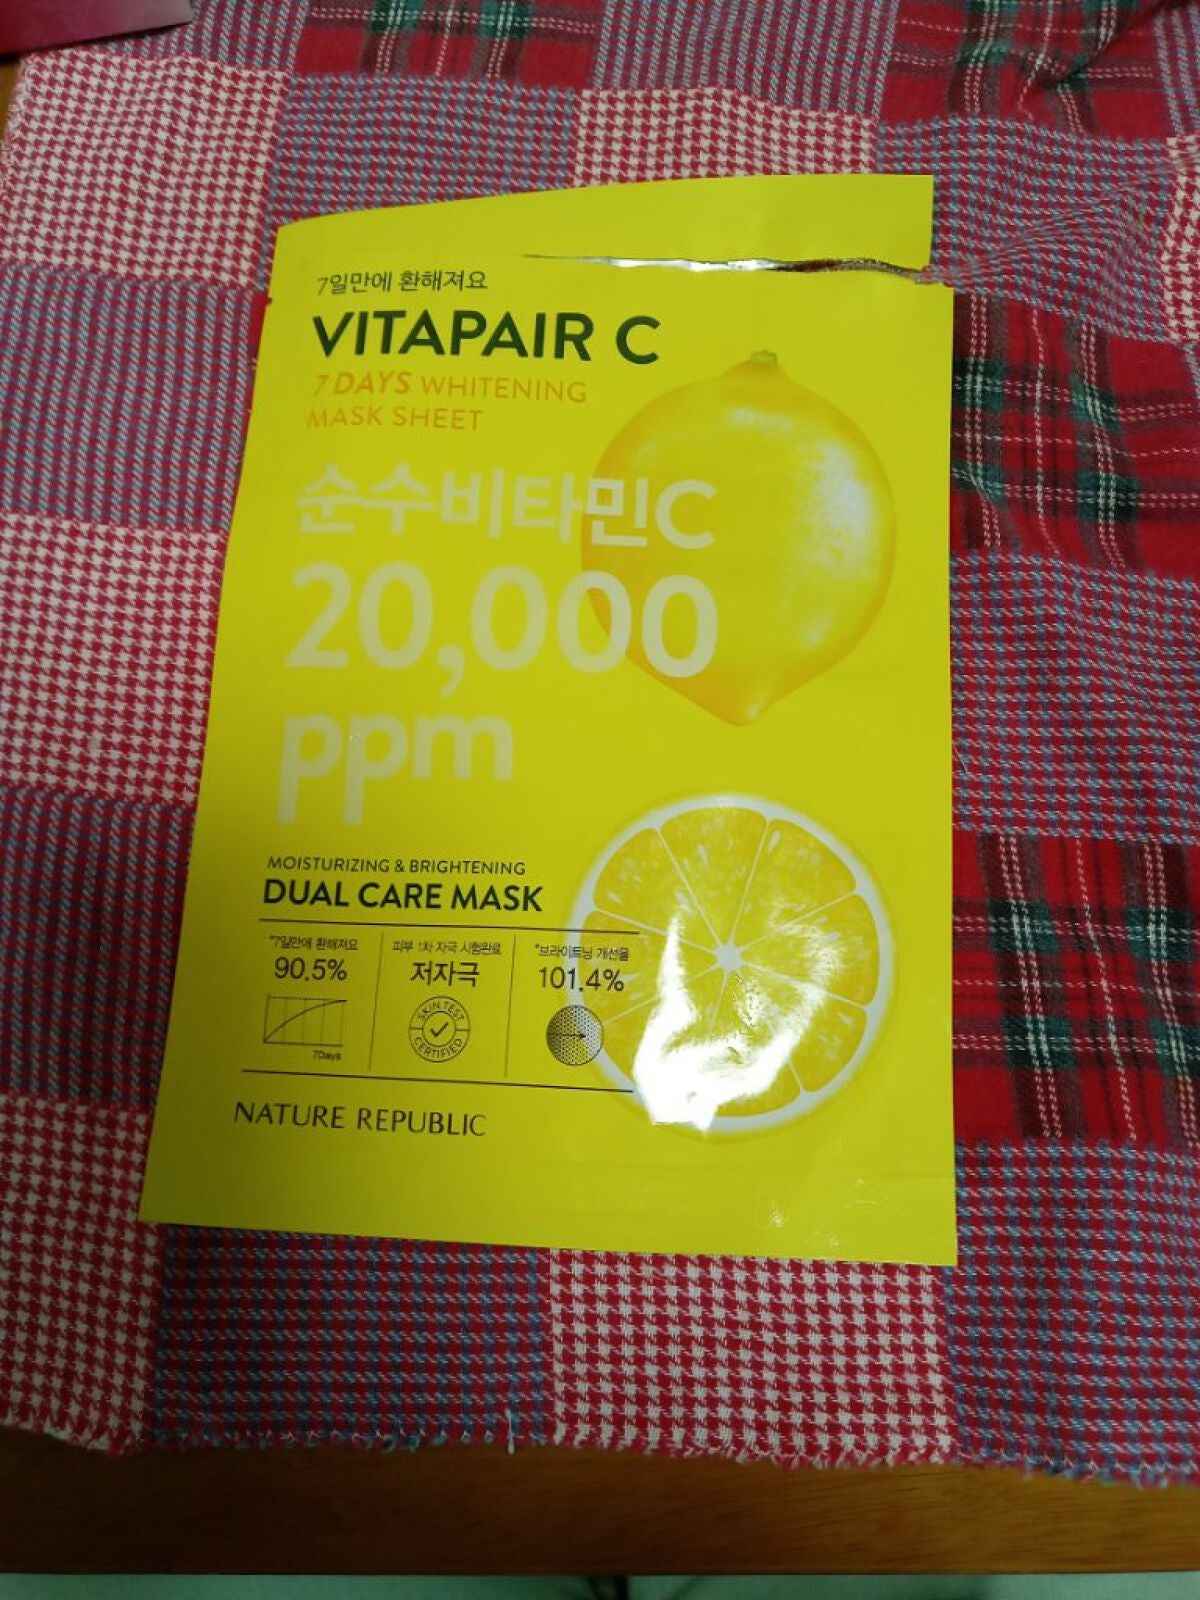 7일만에 환해져요
VITAPAIR C
7 DAYS WHITENING
MASK SHEET
순수비타민C
20,000
ppm
MOISTURIZING & BRIGHTENING
DUAL CARE MASK
*7일만에 환해져요
90.5%
7Days
피부 1차 자극 시험완료
저자극
SKIN TEST
CERTIFIED
*브라이트닝 개선율
101.4%
NATURE REPUBLIC